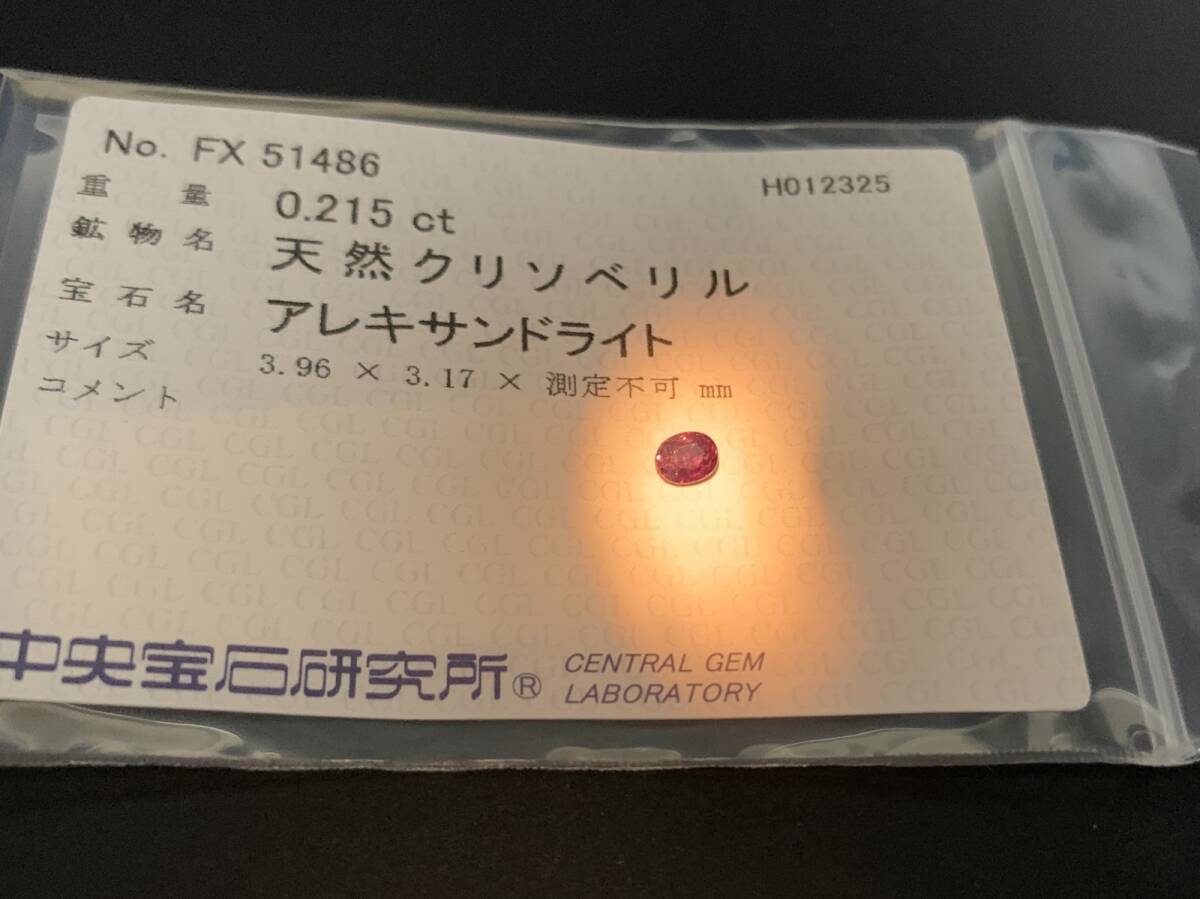 No. FX 51486
H012325
重量 0.215 ct
鉱物名 天然クリソベリル
宝石名 アレキサンドライト
サイズ 3.96 × 3.17 × 測定不可 mm
コメント
中央宝石研究所® CENTRAL GEM
LABORATORY